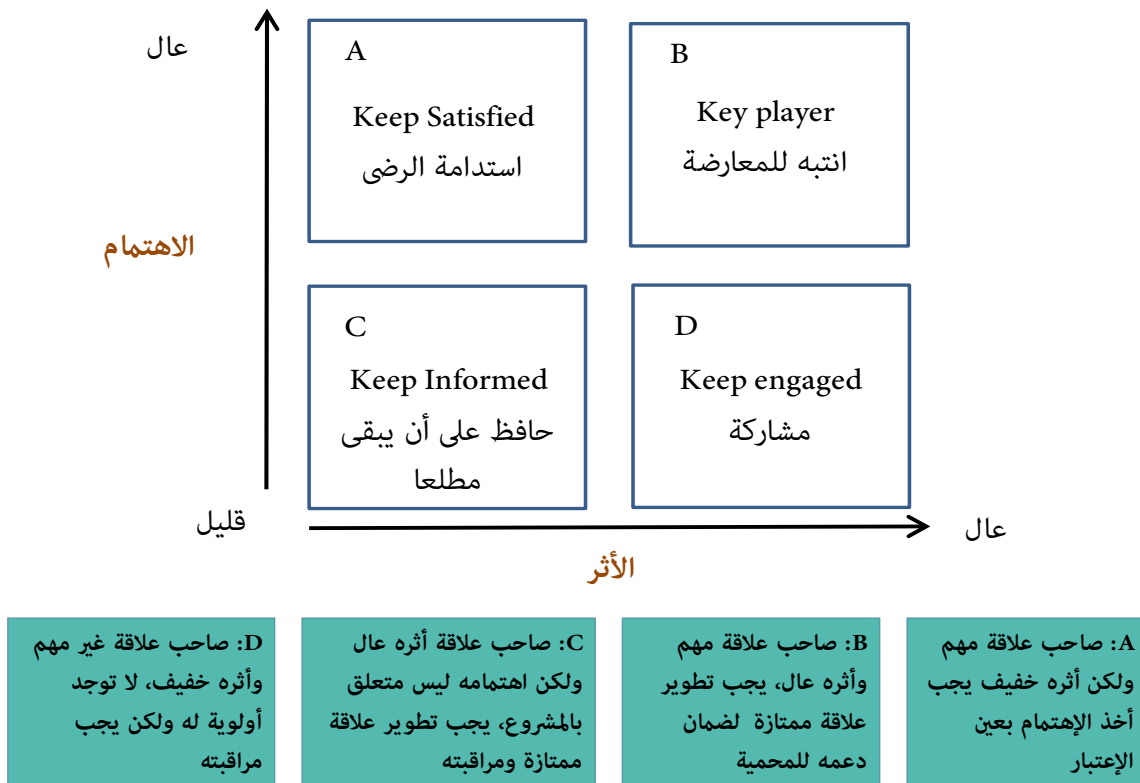 عال
A
Keep Satisfied
استدامة الرضى
B
Key player
انتبه للمعارضة
الاهتمام
C
Keep Informed
حافظ على أن يبقى
مطلعا
D
Keep engaged
مشاركة
قليل
عال
الأثر
A: صاحب علاقة مهم
ولكن أثره خفيف يجب
أخذ الإهتمام بعين
الإعتبار
B: صاحب علاقة مهم
وأثره عال، يجب تطوير
علاقة ممتازة لضمان
دعمه للمحمية
C: صاحب علاقة أثره عال
ولكن اهتمامه ليس متعلق
بالمشروع، يجب تطوير علاقة
ممتازة ومراقبته
D: صاحب علاقة غير مهم
وأثره خفيف، لا توجد
أولوية له ولكن يجب
مراقبته